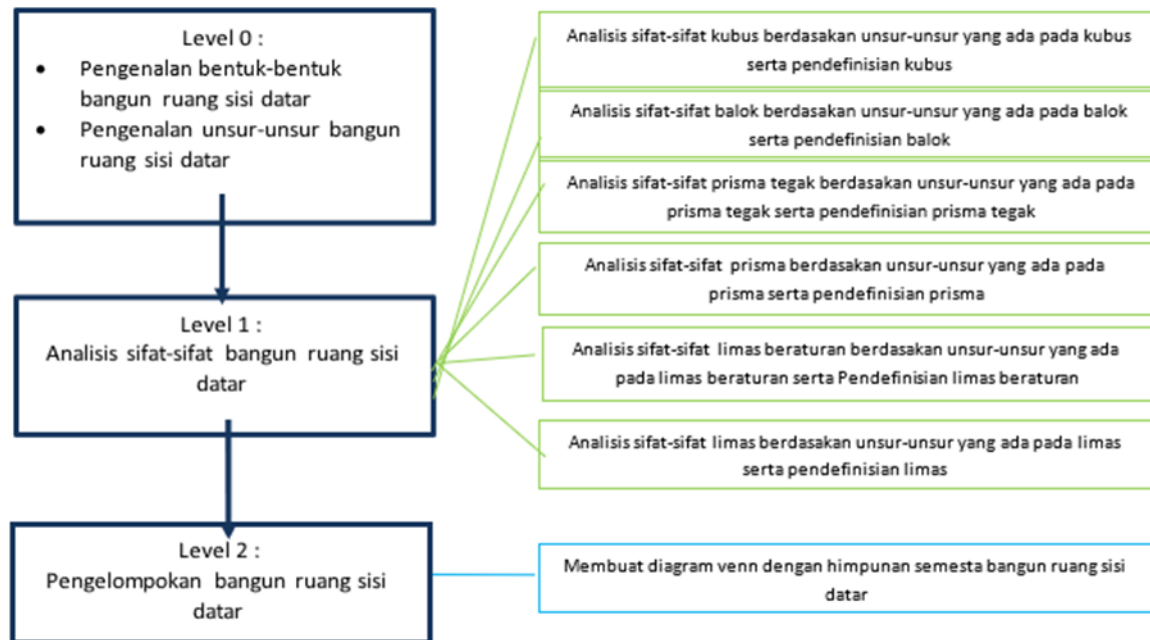 Level 0 :
• Pengenalan bentuk-bentuk
bangun ruang sisi datar
• Pengenalan unsur-unsur bangun
ruang sisi datar
Level 1 :
Analisis sifat-sifat bangun ruang sisi
datar
Level 2 :
Pengelompokan bangun ruang sisi
datar
Analisis sifat-sifat kubus berdasakan unsur-unsur yang ada pada kubus
serta pendefinisian kubus
Analisis sifat-sifat balok berdasakan unsur-unsur yang ada pada balok
serta pendefinisian balok
Analisis sifat-sifat prisma tegak berdasakan unsur-unsur yang ada pada
prisma tegak serta pendefinisian prisma tegak
Analisis sifat-sifat prisma berdasakan unsur-unsur yang ada pada
prisma serta pendefinisian prisma
Analisis sifat-sifat limas beraturan berdasakan unsur-unsur yang ada
pada limas beraturan serta Pendefinisian limas beraturan
Analisis sifat-sifat limas berdasakan unsur-unsur yang ada pada limas
serta pendefinisian limas
Membuat diagram venn dengan himpunan semesta bangun ruang sisi
datar